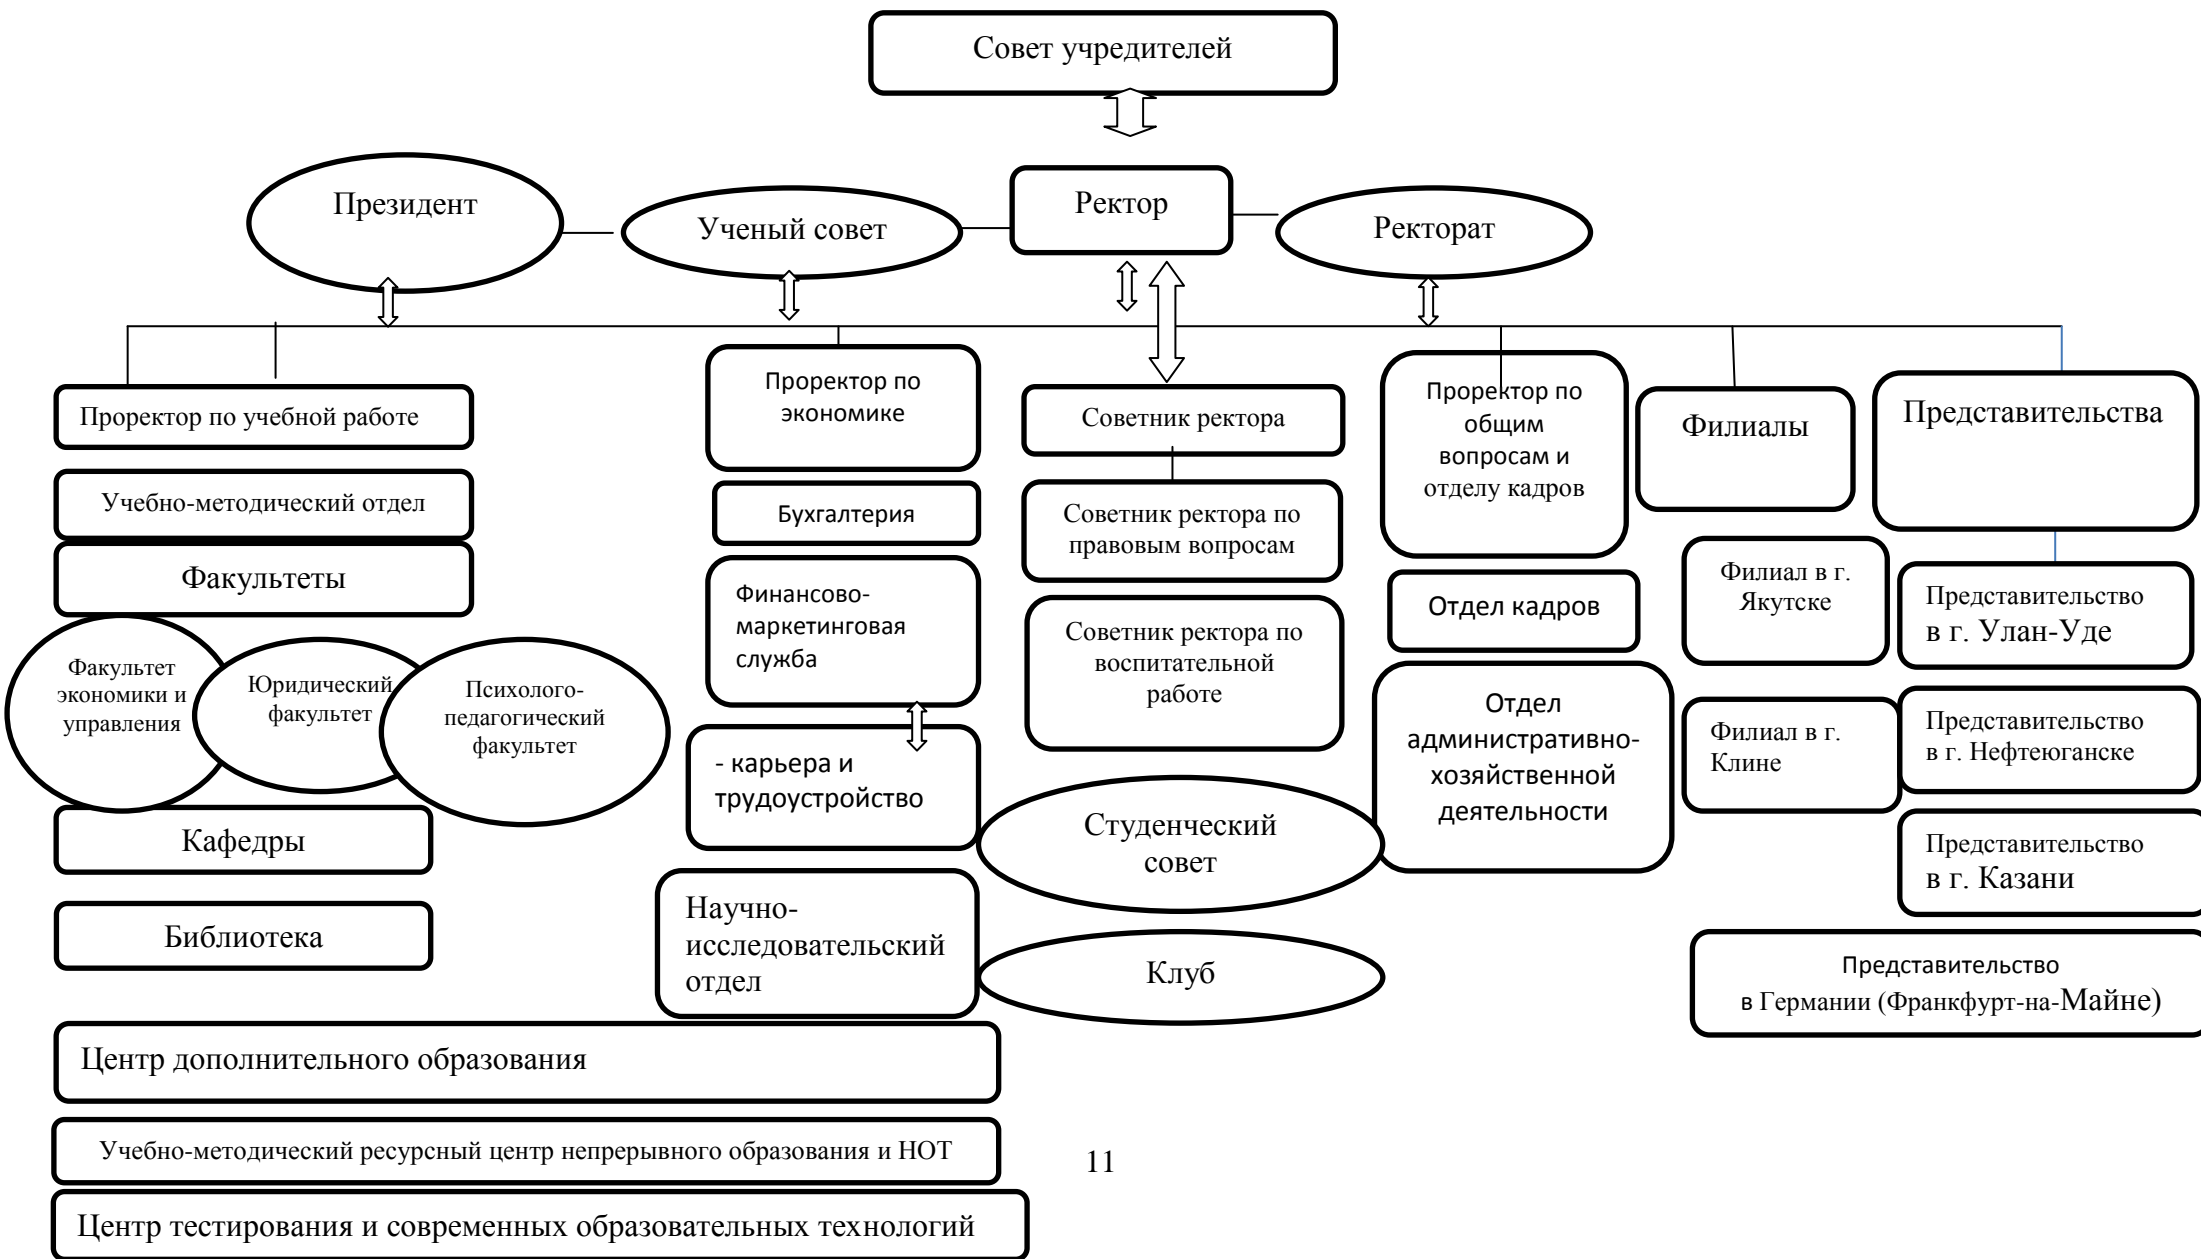 Совет учредителей
Президент
Ученый совет
Ректор
Ректорат
Проректор по учебной работе
Учебно-методический отдел
Факультеты
Факультет
экономики и
управления
Юридический
факультет
Психолого-
педагогический
факультет
Кафедры
Библиотека
Проректор по
экономике
Бухгалтерия
Финансово-
маркетинговая
служба
- карьера и
трудоустройство
Научно-
исследовательский
отдел
Советник ректора
Советник ректора по
правовым вопросам
Советник ректора по
воспитательной
работе
Студенческий
совет
Клуб
Проректор по
общим
вопросам и
отделу кадров
Отдел кадров
Отдел
административно-
хозяйственной
деятельности
Филиалы
Филиал в г.
Якутске
Филиал в г.
Клине
Представительства
Представительство
в г. Улан-Уде
Представительство
в г. Нефтеюганске
Представительство
в г. Казани
Представительство
в Германии (Франкфурт-на-Майне)
Центр дополнительного образования
Учебно-методический ресурсный центр непрерывного образования и НОТ
Центр тестирования и современных образовательных технологий
11